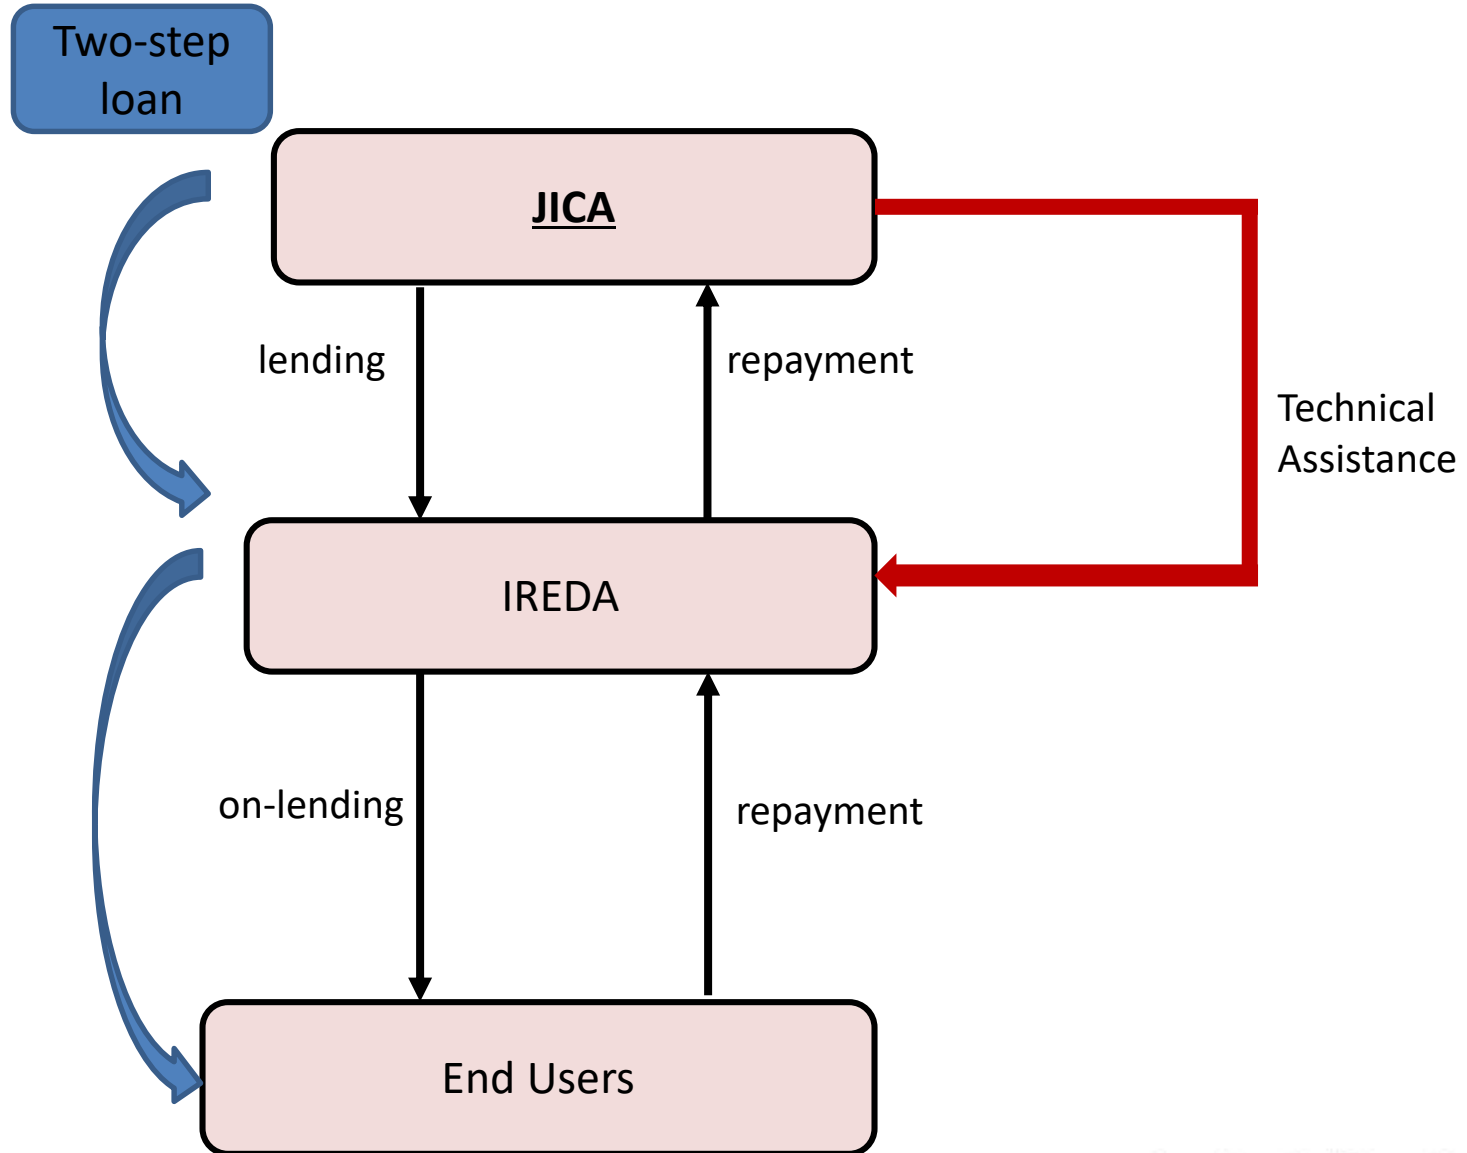 Two-step
loan
JICA
lending
repayment
Technical
Assistance
IREDA
on-lending
repayment
End Users